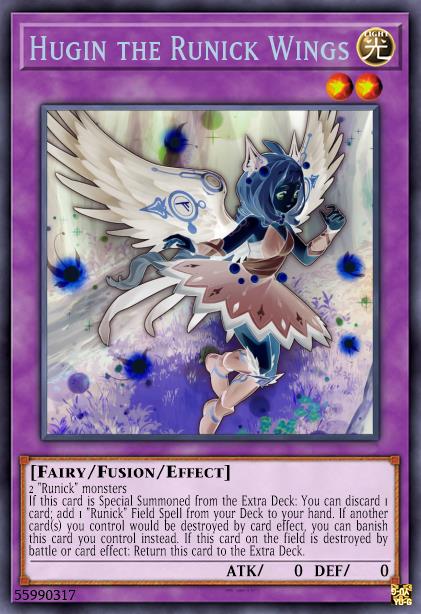 Hugin the Runick Wings
LIGHT
光
[Fairy/Fusion/Effect]
2 "Runick" monsters
If this card is Special Summoned from the Extra Deck: You can discard 1
card; add 1 "Runick" Field Spell from your Deck to your hand. If another
card(s) you control would be destroyed by card effect, you can banish
this card you control instead. If this card on the field is destroyed by
battle or card effect: Return this card to the Extra Deck.
ATK/ 0 DEF/ 0
55990317